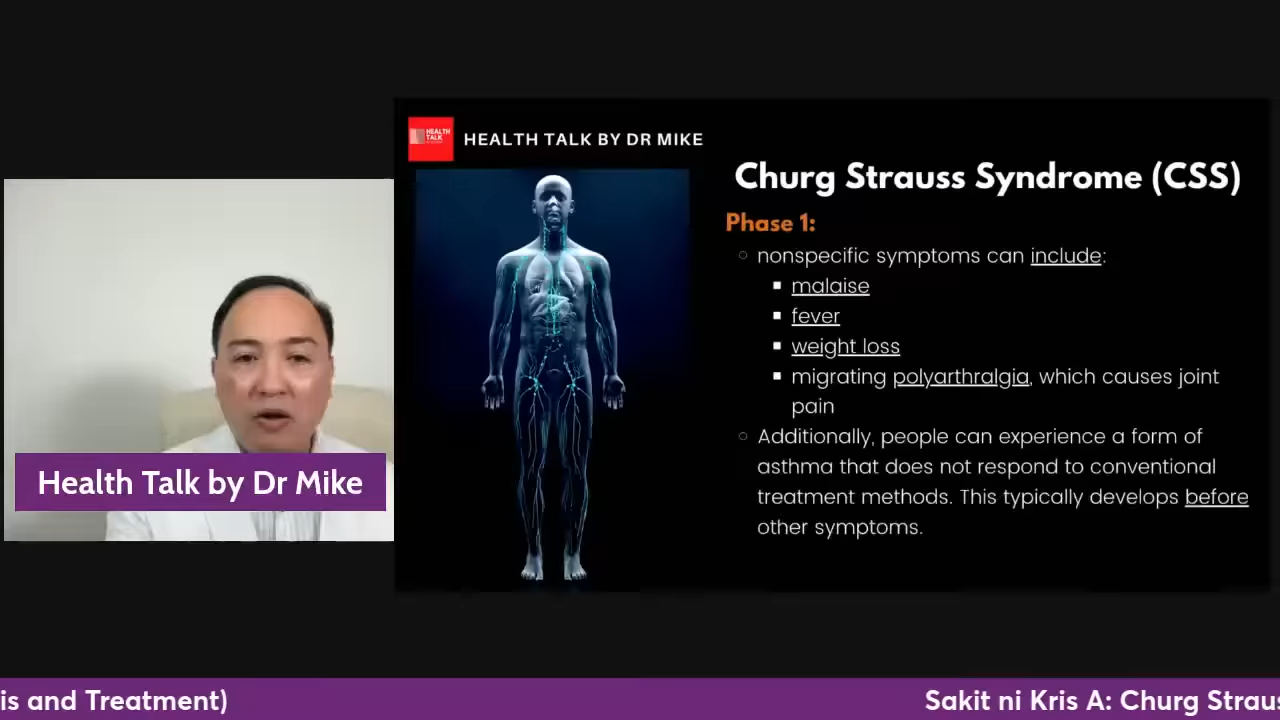 HEALTH TALK
HEALTH TALK BY DR MIKE
Churg Strauss Syndrome (CSS)
Phase 1:
nonspecific symptoms can include:
malaise
fever
weight loss
migrating polyarthralgia, which causes joint
pain
Additionally, people can experience a form of
asthma that does not respond to conventional
treatment methods. This typically develops before
other symptoms.
Health Talk by Dr Mike
is and Treatment)
Sakit ni Kris A: Churg Straus